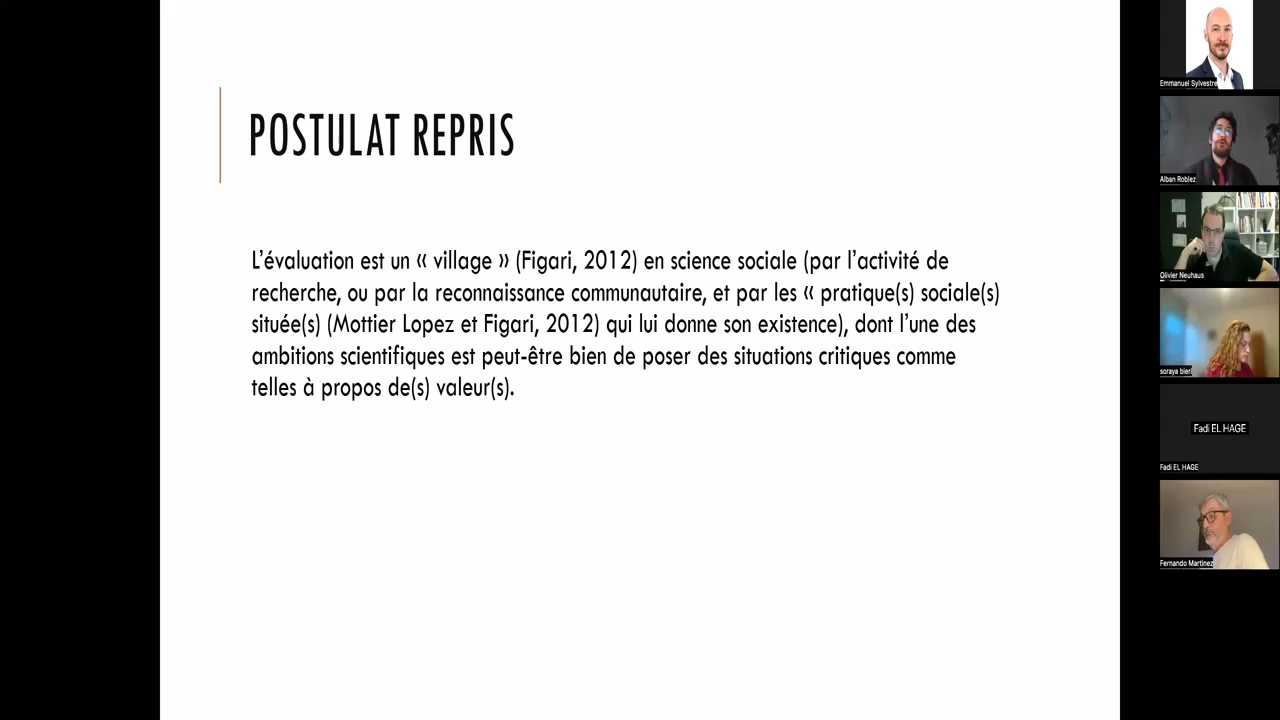 POSTULAT REPRIS
L’évaluation est un « village » (Figari, 2012) en science sociale (par l’activité de
recherche, ou par la reconnaissance communautaire, et par les « pratique(s) sociale(s)
située(s) (Mottier Lopez et Figari, 2012) qui lui donne son existence), dont l’une des
ambitions scientifiques est peut-être bien de poser des situations critiques comme
telles à propos de(s) valeur(s).
Emmanuel Sylvestre
Alban Roblez
Olivier Neuhaus
soraya bleri
Fadi EL HAGE
Fadi EL HAGE
Fernando Martinez